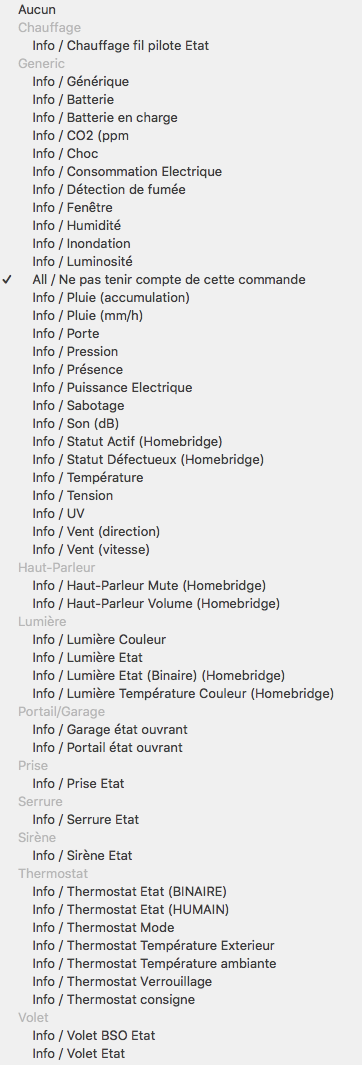 Aucun
Chauffage
Info / Chauffage fil pilote Etat
Generic
Info / Générique
Info / Batterie
Info / Batterie en charge
Info / CO2 (ppm
Info / Choc
Info / Consommation Electrique
Info / Détection de fumée
Info / Fenêtre
Info / Humidité
Info / Inondation
Info / Luminosité
✓ All / Ne pas tenir compte de cette commande
Info / Pluie (accumulation)
Info / Pluie (mm/h)
Info / Porte
Info / Pression
Info / Présence
Info / Puissance Electrique
Info / Sabotage
Info / Son (dB)
Info / Statut Actif (Homebridge)
Info / Statut Défectueux (Homebridge)
Info / Température
Info / Tension
Info / UV
Info / Vent (direction)
Info / Vent (vitesse)
Haut-Parleur
Info / Haut-Parleur Mute (Homebridge)
Info / Haut-Parleur Volume (Homebridge)
Lumière
Info / Lumière Couleur
Info / Lumière Etat
Info / Lumière Etat (Binaire) (Homebridge)
Info / Lumière Température Couleur (Homebridge)
Portail/Garage
Info / Garage état ouvrant
Info / Portail état ouvrant
Prise
Info / Prise Etat
Serrure
Info / Serrure Etat
Sirène
Info / Sirène Etat
Thermostat
Info / Thermostat Etat (BINAIRE)
Info / Thermostat Etat (HUMAIN)
Info / Thermostat Mode
Info / Thermostat Température Exterieur
Info / Thermostat Température ambiante
Info / Thermostat Verrouillage
Info / Thermostat consigne
Volet
Info / Volet BSO Etat
Info / Volet Etat